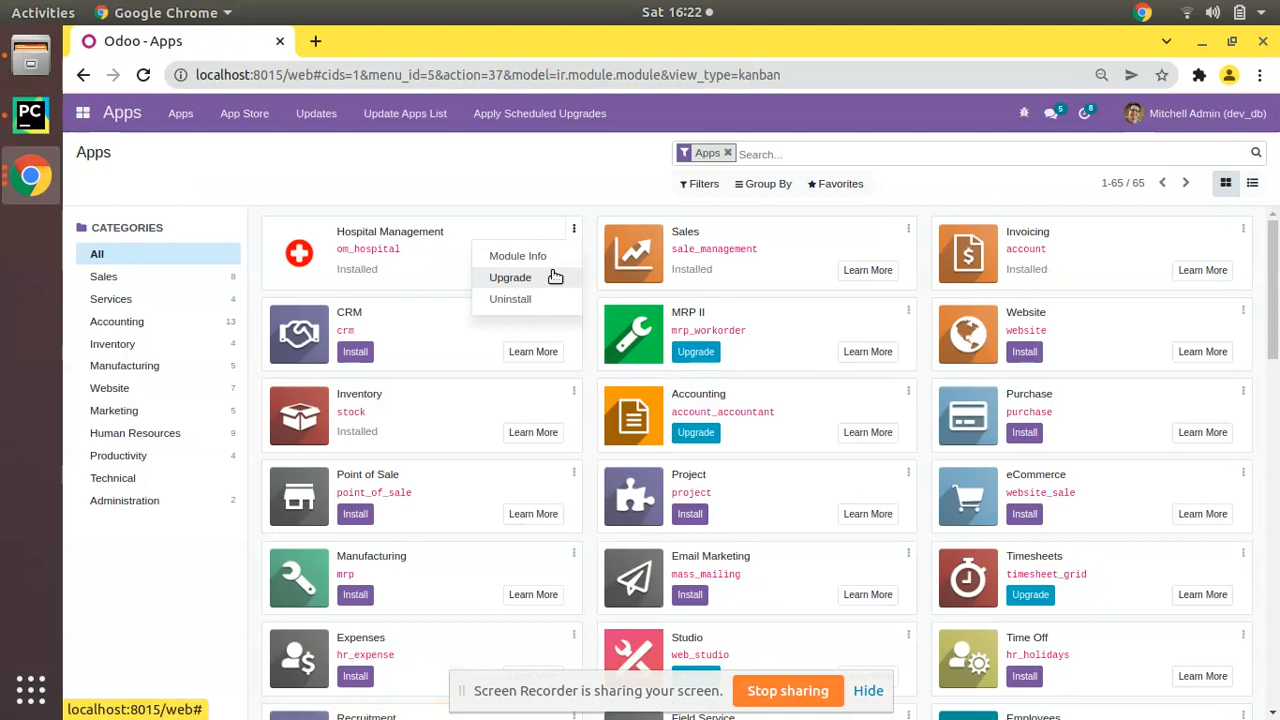 Activities
Google Chrome
Sat 16:22
Odoo - Apps
localhost:8015/web#cids=1&menu_id=5&action=37&model=ir.module.module&view_type=kanban
Apps
Apps
App Store
Updates
Update Apps List
Apply Scheduled Upgrades
5
8
Mitchell Admin (dev_db)
Apps
Apps
Search...
Filters
Group By
Favorites
1-65 / 65
CATEGORIES
All
Sales 8
Services 4
Accounting 13
Inventory 4
Manufacturing 5
Website 7
Marketing 5
Human Resources 9
Productivity 4
Technical
Administration 2
Hospital Management
om_hospital
Installed
Module Info
Upgrade
Uninstall
Sales
sale_management
Installed
Learn More
Invoicing
account
Installed
Learn More
CRM
crm
Install
Learn More
MRP II
mrp_workorder
Upgrade
Learn More
Website
website
Install
Learn More
Inventory
stock
Installed
Learn More
Accounting
account_accountant
Upgrade
Learn More
Purchase
purchase
Install
Learn More
Point of Sale
point_of_sale
Install
Learn More
Project
project
Install
Learn More
eCommerce
website_sale
Install
Learn More
Manufacturing
mrp
Install
Learn More
Email Marketing
mass_mailing
Install
Learn More
Timesheets
timesheet_grid
Upgrade
Learn More
Expenses
hr_expense
Install
Studio
web_studio
Time Off
hr_holidays
Install
Learn More
Recruitment
Field Service
Employees
Screen Recorder is sharing your screen.
Stop sharing
Hide
localhost:8015/web#
PC